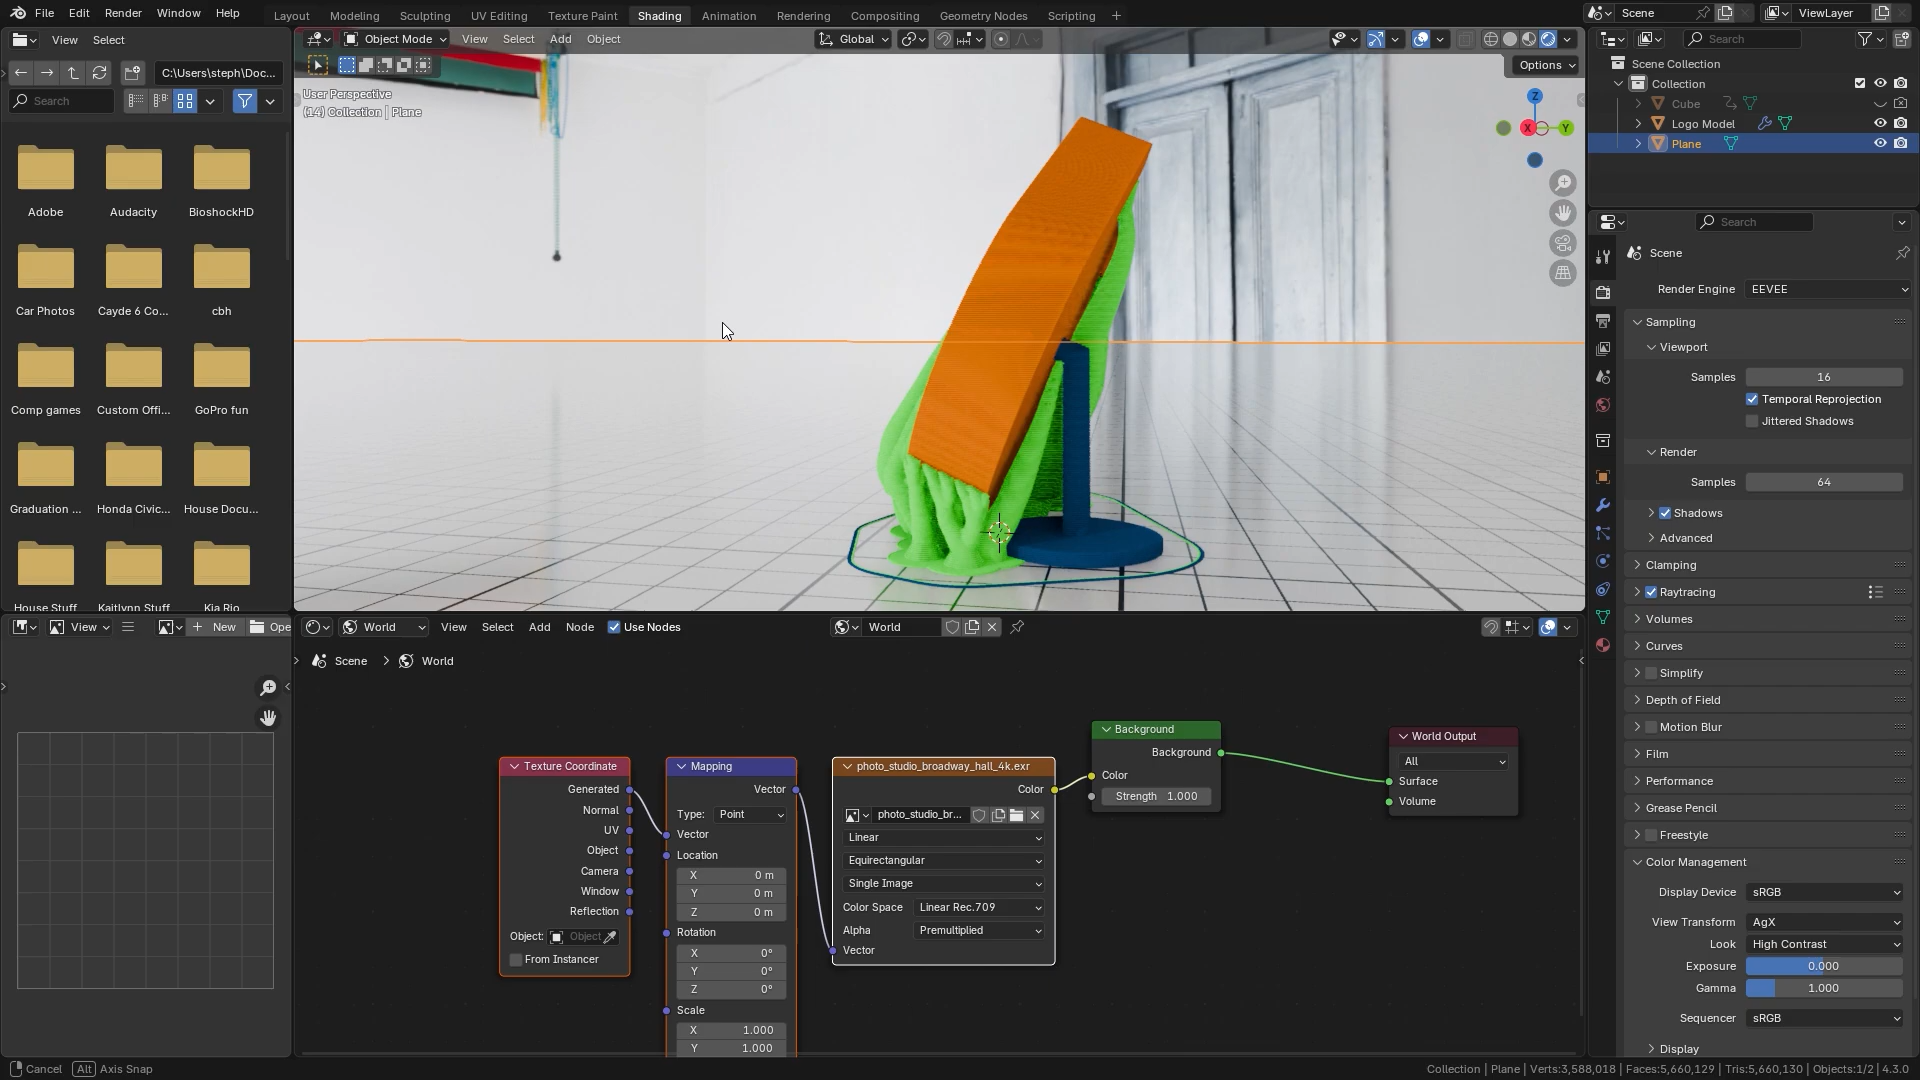 File Edit Render Window Help
Layout Modeling Sculpting UV Editing Texture Paint Shading Animation Rendering Compositing Geometry Nodes Scripting +
Scene
ViewLayer
View Select
C:\Users\steph\Doc...
Search
Adobe Audacity BioshockHD
Car Photos Cayde 6 Co... cbh
Comp games Custom Offi... GoPro fun
Graduation ... Honda Civic... House Docu...
House Stuff Kaitlynn Stuff Kia Rio
Object Mode View Select Add Object
Global
Options
User Perspective
(14) Collection | Plane
Z
X Y
Search
Scene Collection
Collection
Cube
Logo Model
Plane
Search
Scene
Render Engine EEVEE
Sampling
Viewport
Samples 16
Temporal Reprojection
Jittered Shadows
Render
Samples 64
Shadows
Advanced
Clamping
Raytracing
Volumes
Curves
Simplify
Depth of Field
Motion Blur
Film
Performance
Grease Pencil
Freestyle
Color Management
Display Device sRGB
View Transform AgX
Look High Contrast
Exposure 0.000
Gamma 1.000
Sequencer sRGB
Display
View + New Ope
World View Select Add Node Use Nodes World
Scene > World
Texture Coordinate
Generated
Normal
UV
Object
Camera
Window
Reflection
Object: Object
From Instancer
Mapping
Vector
Type: Point
Vector
Location
X 0 m
Y 0 m
Z 0 m
Rotation
X 0°
Y 0°
Z 0°
Scale
X 1.000
Y 1.000
photo_studio_broadway_hall_4k.exr
Color
photo_studio_br...
Linear
Equirectangular
Single Image
Color Space Linear Rec.709
Alpha Premultiplied
Vector
Background
Background
Color
Strength 1.000
World Output
All
Surface
Volume
Cancel Alt Axis Snap
Collection | Plane | Verts:3,588,018 | Faces:5,660,129 | Tris:5,660,130 | Objects:1/2 | 4.3.0